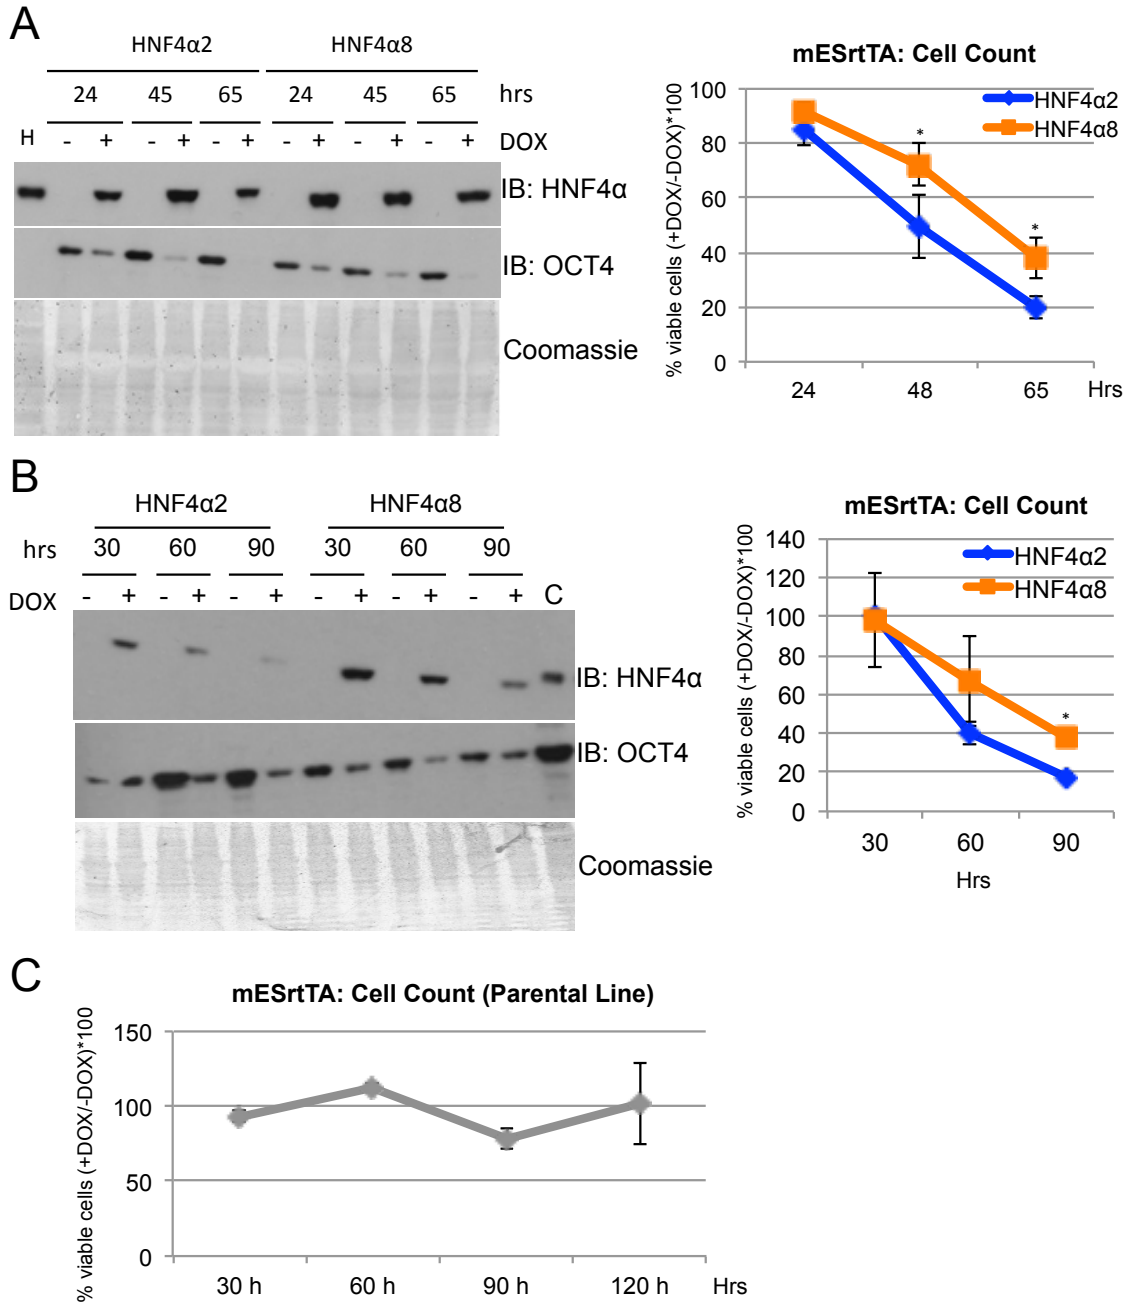 A
HNF4α2 HNF4α8
24 45 65 24 45 65 hrs
H - + - + - + - + - + - + DOX
IB: HNF4α
IB: OCT4
Coomassie
mESrtTA: Cell Count
% viable cells (+DOX/-DOX)*100
100
80
60
40
20
0
HNF4α2
HNF4α8
*
*
24 48 65 Hrs
B
HNF4α2 HNF4α8
hrs 30 60 90 30 60 90
DOX - + - + - + - + - + - + C
IB: HNF4α
IB: OCT4
Coomassie
mESrtTA: Cell Count
% viable cells (+DOX/-DOX)*100
140
120
100
80
60
40
20
0
HNF4α2
HNF4α8
*
30 60 90
Hrs
C
mESrtTA: Cell Count (Parental Line)
% viable cells (+DOX/-DOX)*100
150
100
50
0
30 h 60 h 90 h 120 h Hrs